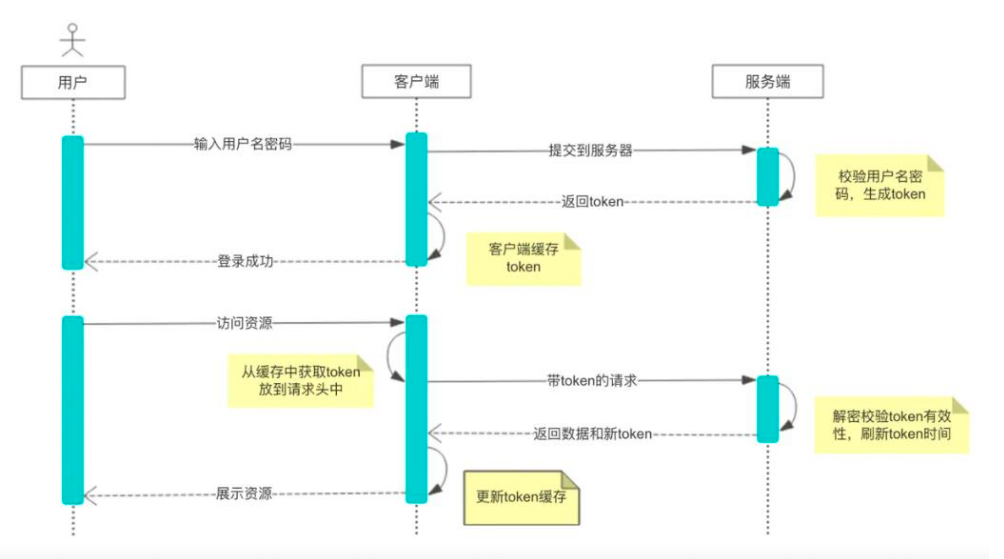 用户
客户端
服务端
输入用户名密码
提交到服务器
校验用户名密
码，生成token
返回token
客户端缓存
token
登录成功
访问资源
从缓存中获取token
放到请求头中
带token的请求
解密校验token有效
性，刷新token时间
返回数据和新token
展示资源
更新token缓存